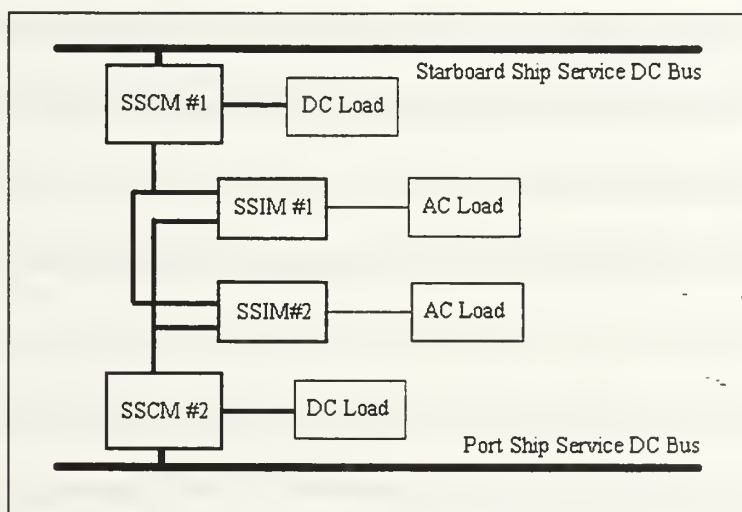 Starboard Ship Service DC Bus
SSCM #1
DC Load
SSIM #1
AC Load
SSIM#2
AC Load
SSCM #2
DC Load
Port Ship Service DC Bus